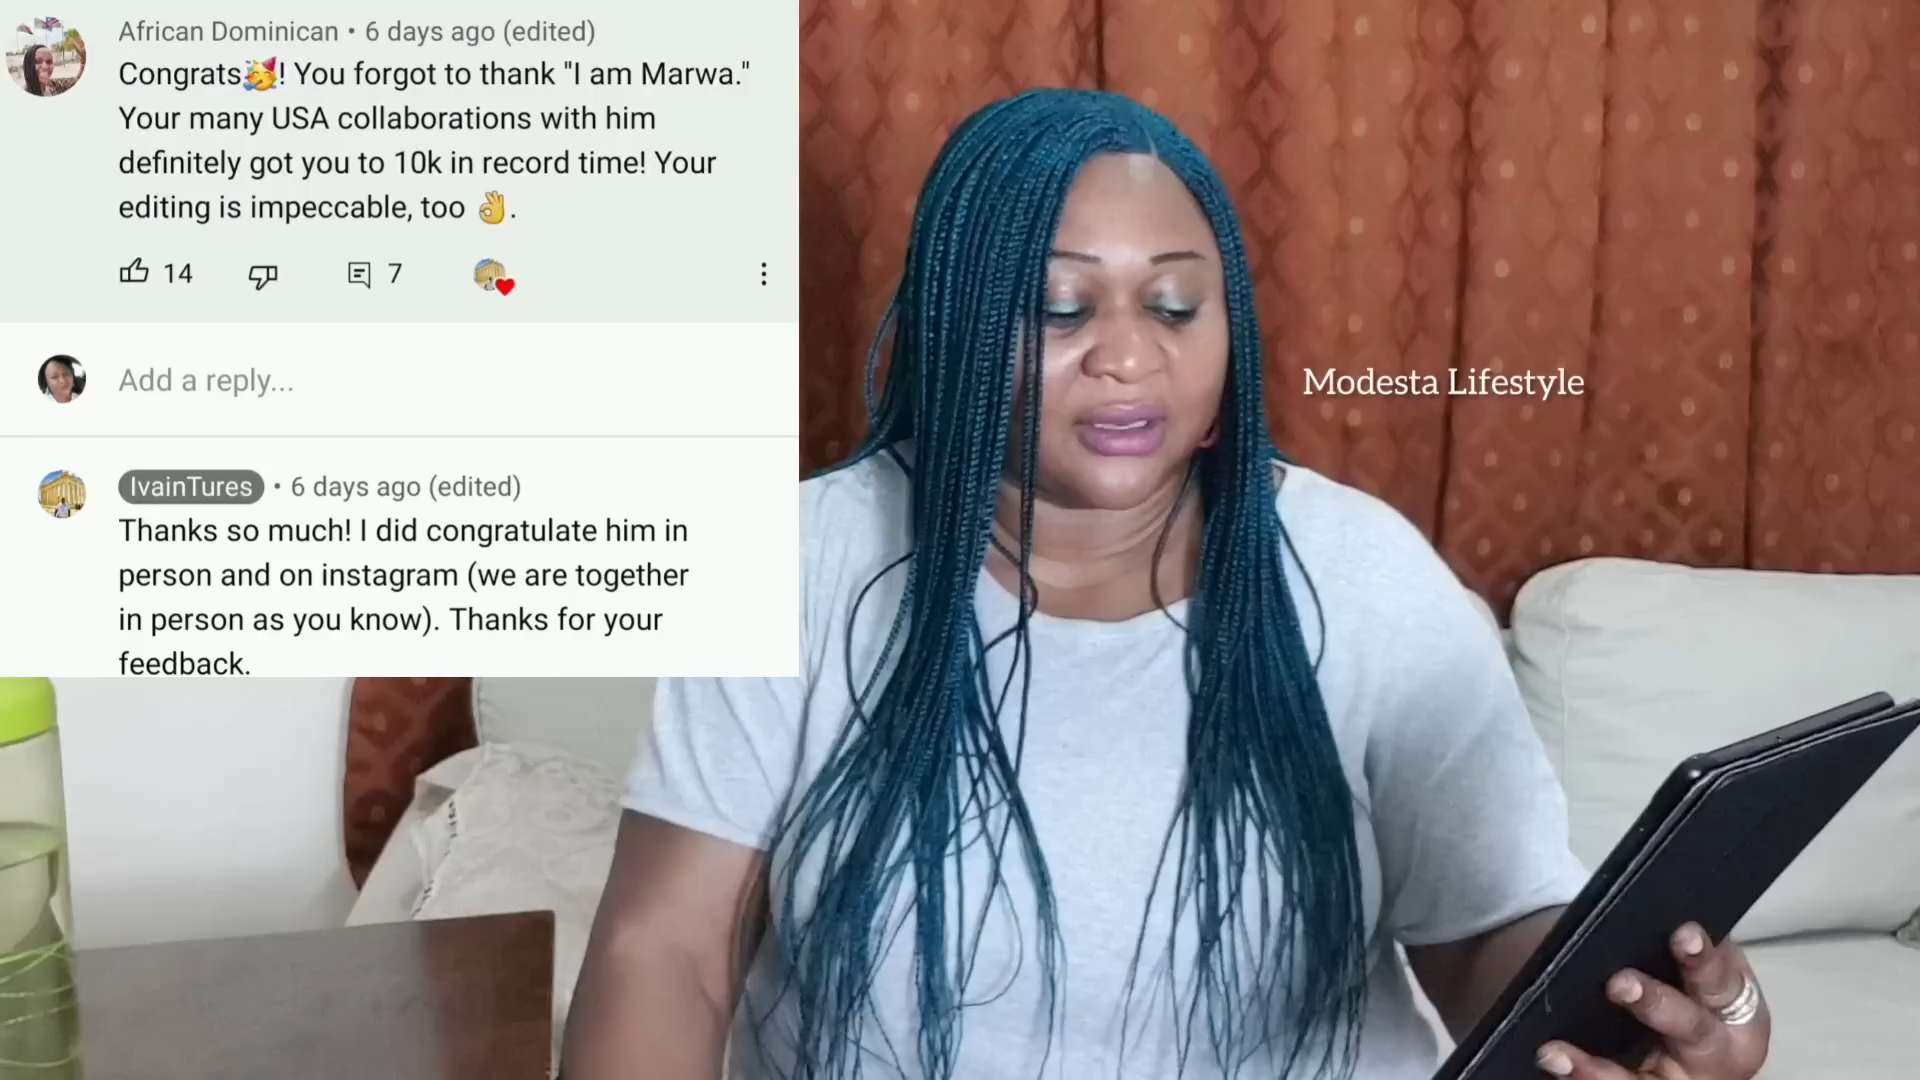 African Dominican • 6 days ago (edited)
Congrats🥳! You forgot to thank "I am Marwa."
Your many USA collaborations with him
definitely got you to 10k in record time! Your
editing is impeccable, too 👌.
14 7
Add a reply...
IvainTures • 6 days ago (edited)
Thanks so much! I did congratulate him in
person and on instagram (we are together
in person as you know). Thanks for your
feedback.
Modesta Lifestyle